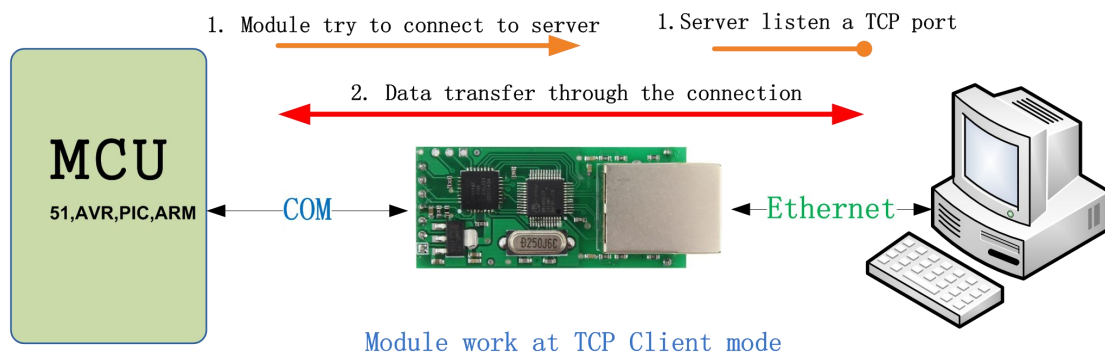 1. Module try to connect to server
1.Server listen a TCP port
2. Data transfer through the connection
MCU
51,AVR,PIC,ARM
COM
B250J6C
Ethernet
Module work at TCP Client mode